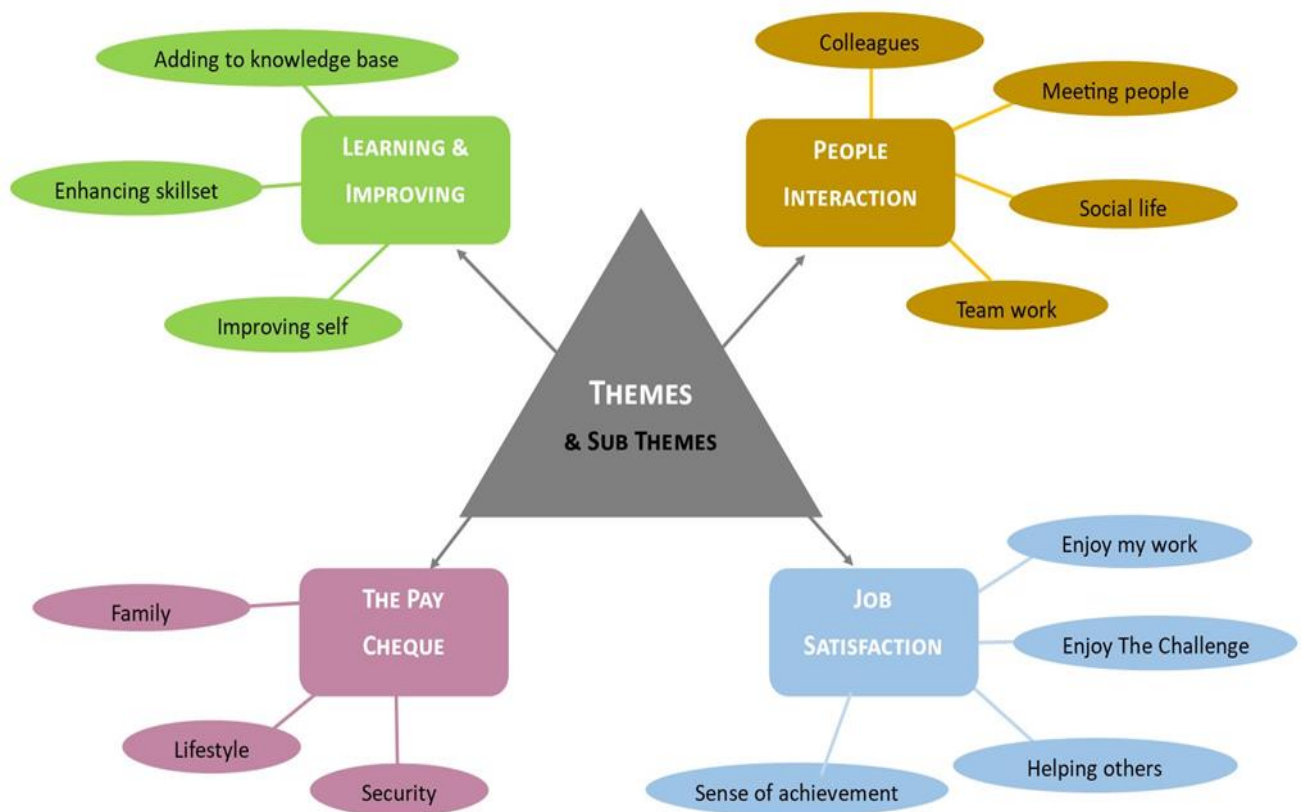 Adding to knowledge base
LEARNING &
IMPROVING
Enhancing skillset
Improving self
Colleagues
Meeting people
PEOPLE
INTERACTION
Social life
Team work
THEMES
& SUB THEMES
Family
THE PAY
CHEQUE
Lifestyle
Security
Enjoy my work
JOB
SATISFACTION
Enjoy The Challenge
Helping others
Sense of achievement